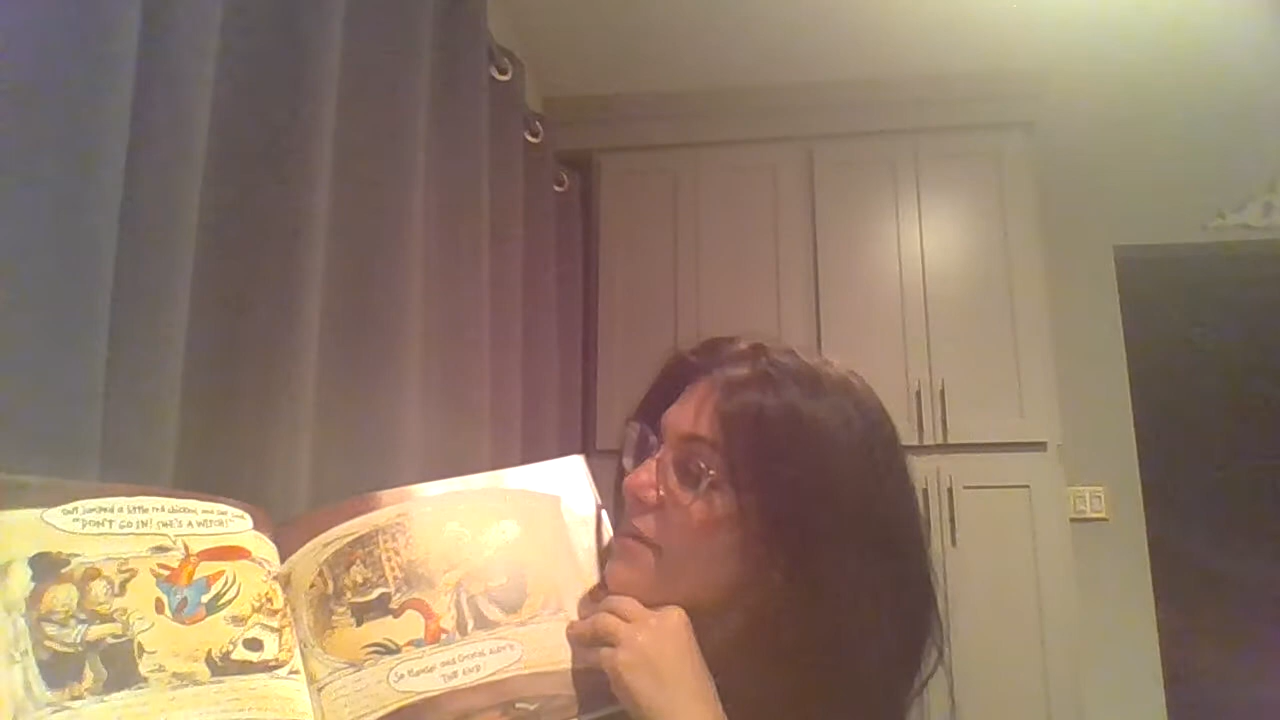 out jumped a little red chicken, and she said,
"DON'T GO IN! SHE'S A WITCH!"
So Hansel and Gretel didn't.
THE END!